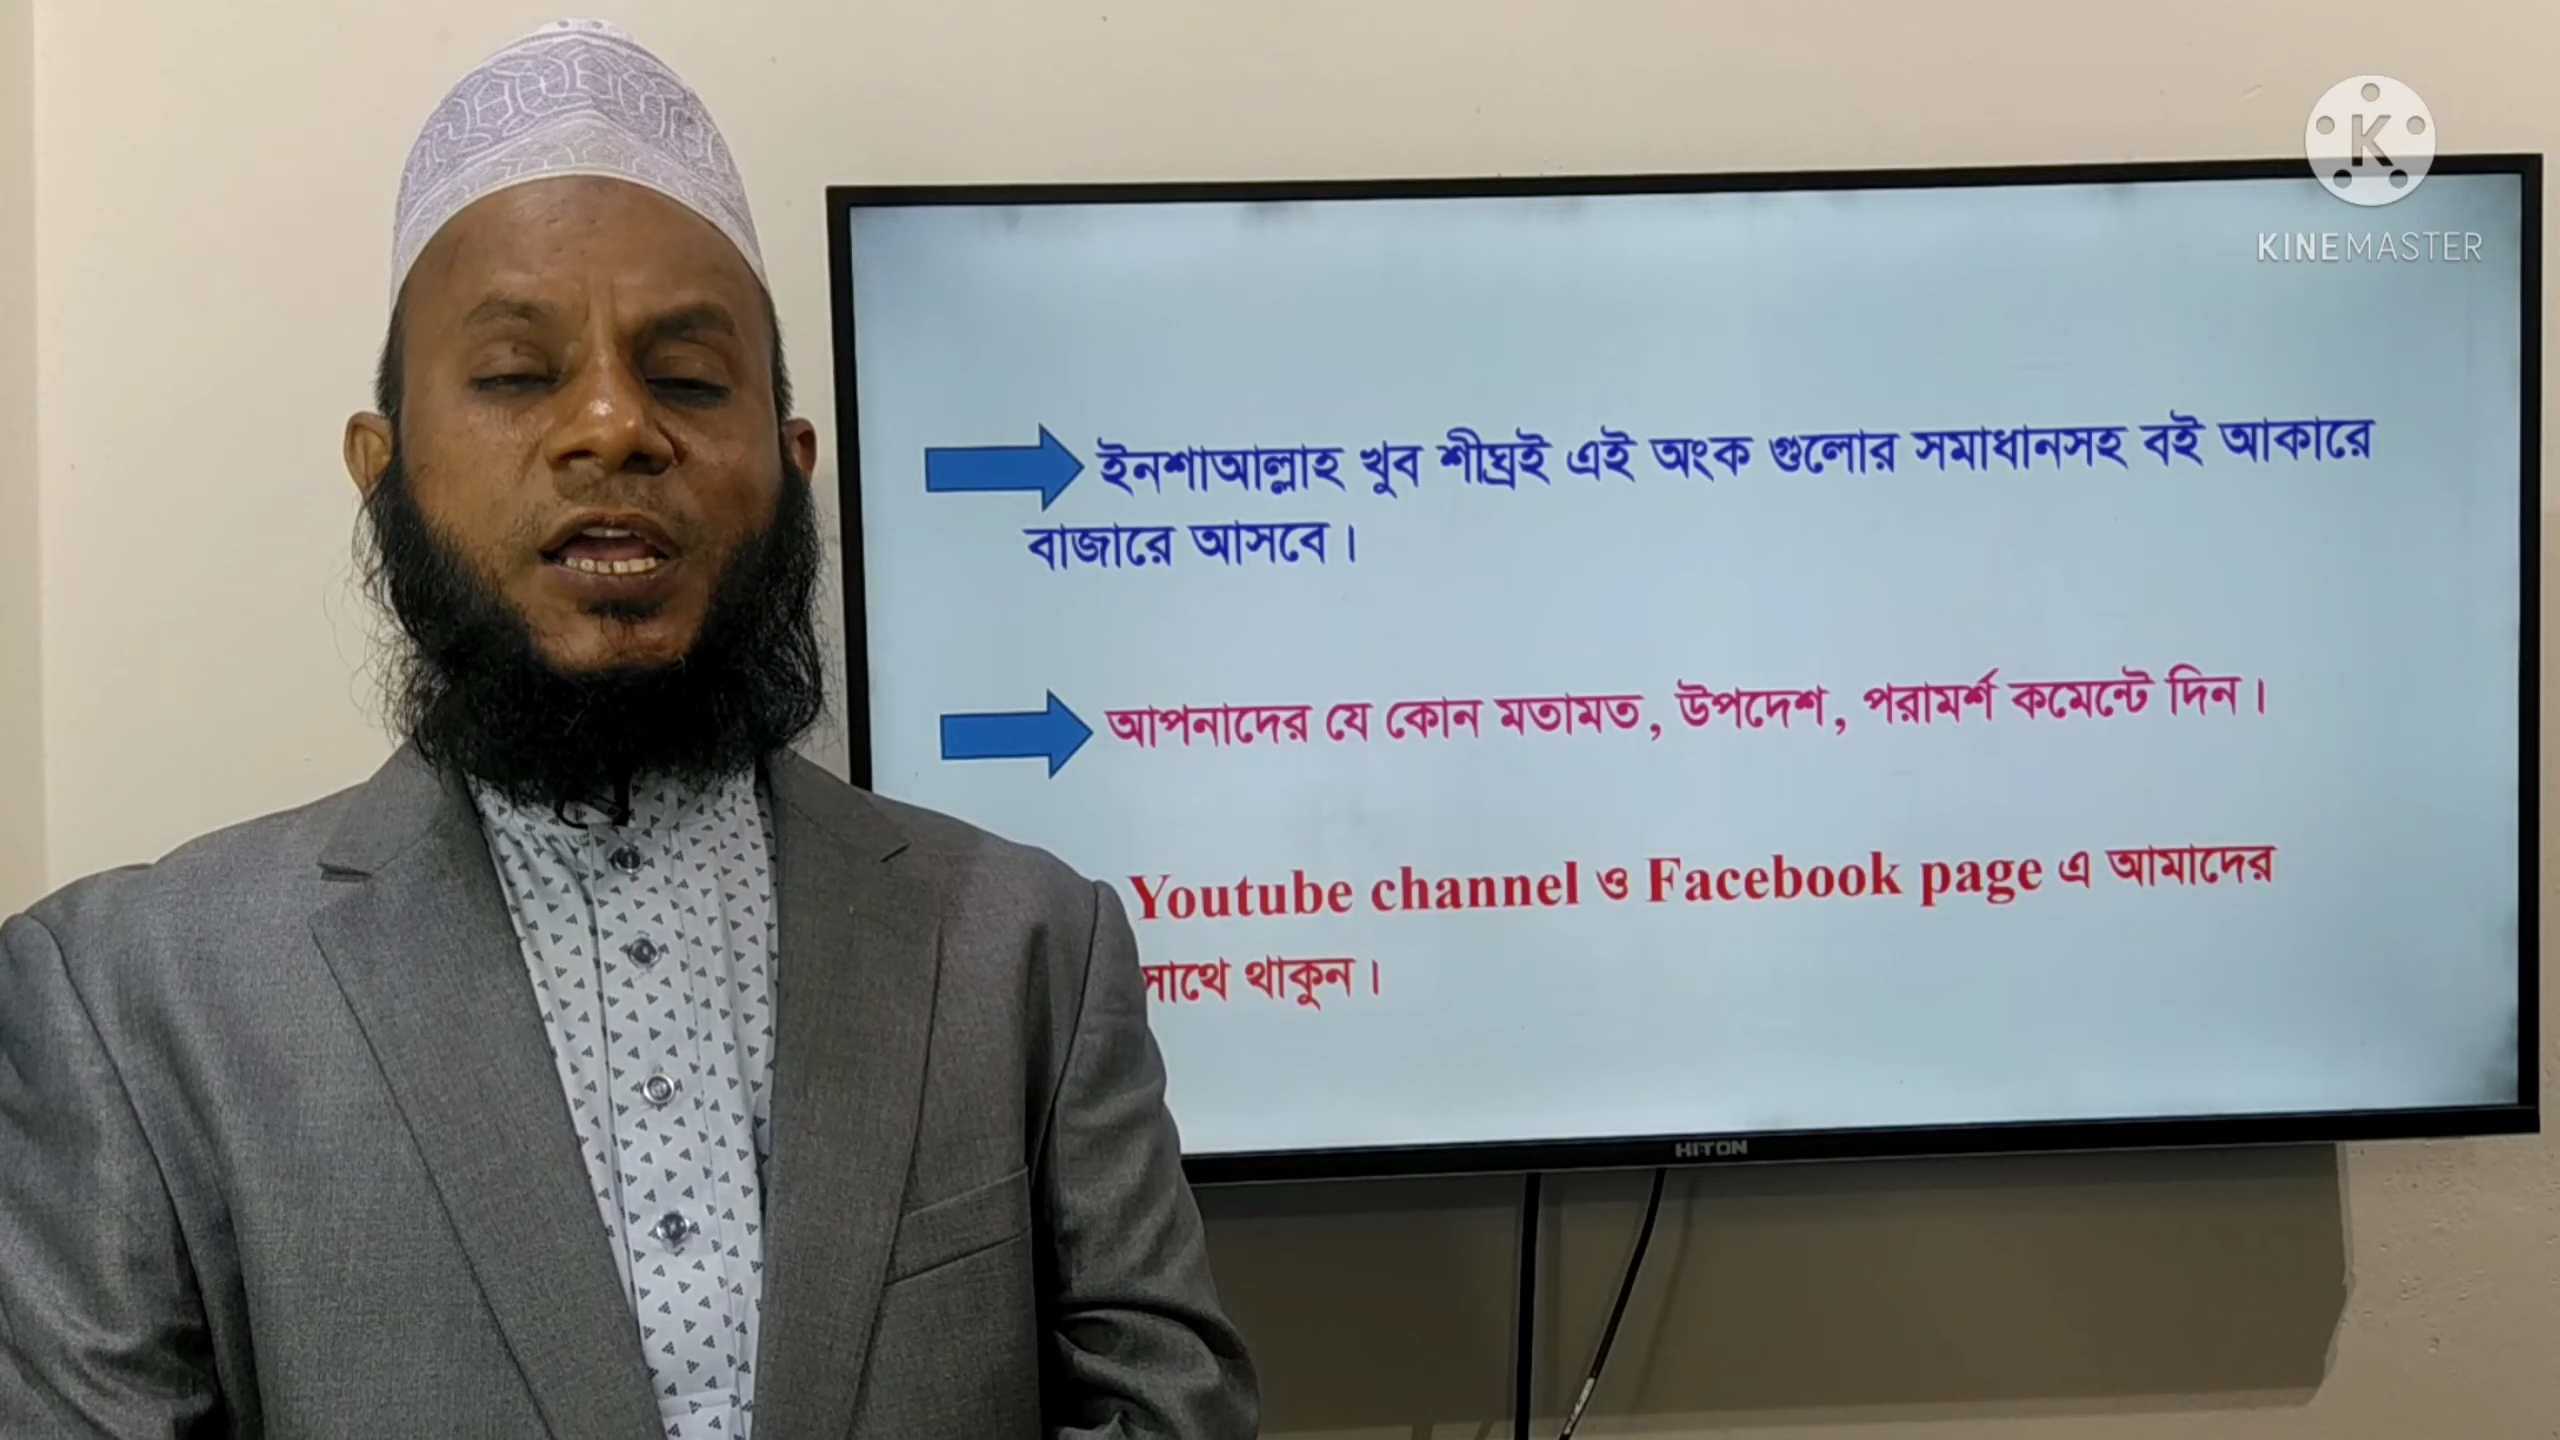 K
KINEMASTER
ইনশাআল্লাহ খুব শীঘ্রই এই অংক গুলোর সমাধানসহ বই আকারে
বাজারে আসবে।
আপনাদের যে কোন মতামত, উপদেশ, পরামর্শ কমেন্টে দিন।
Youtube channel ও Facebook page এ আমাদের
সাথে থাকুন।
HITON